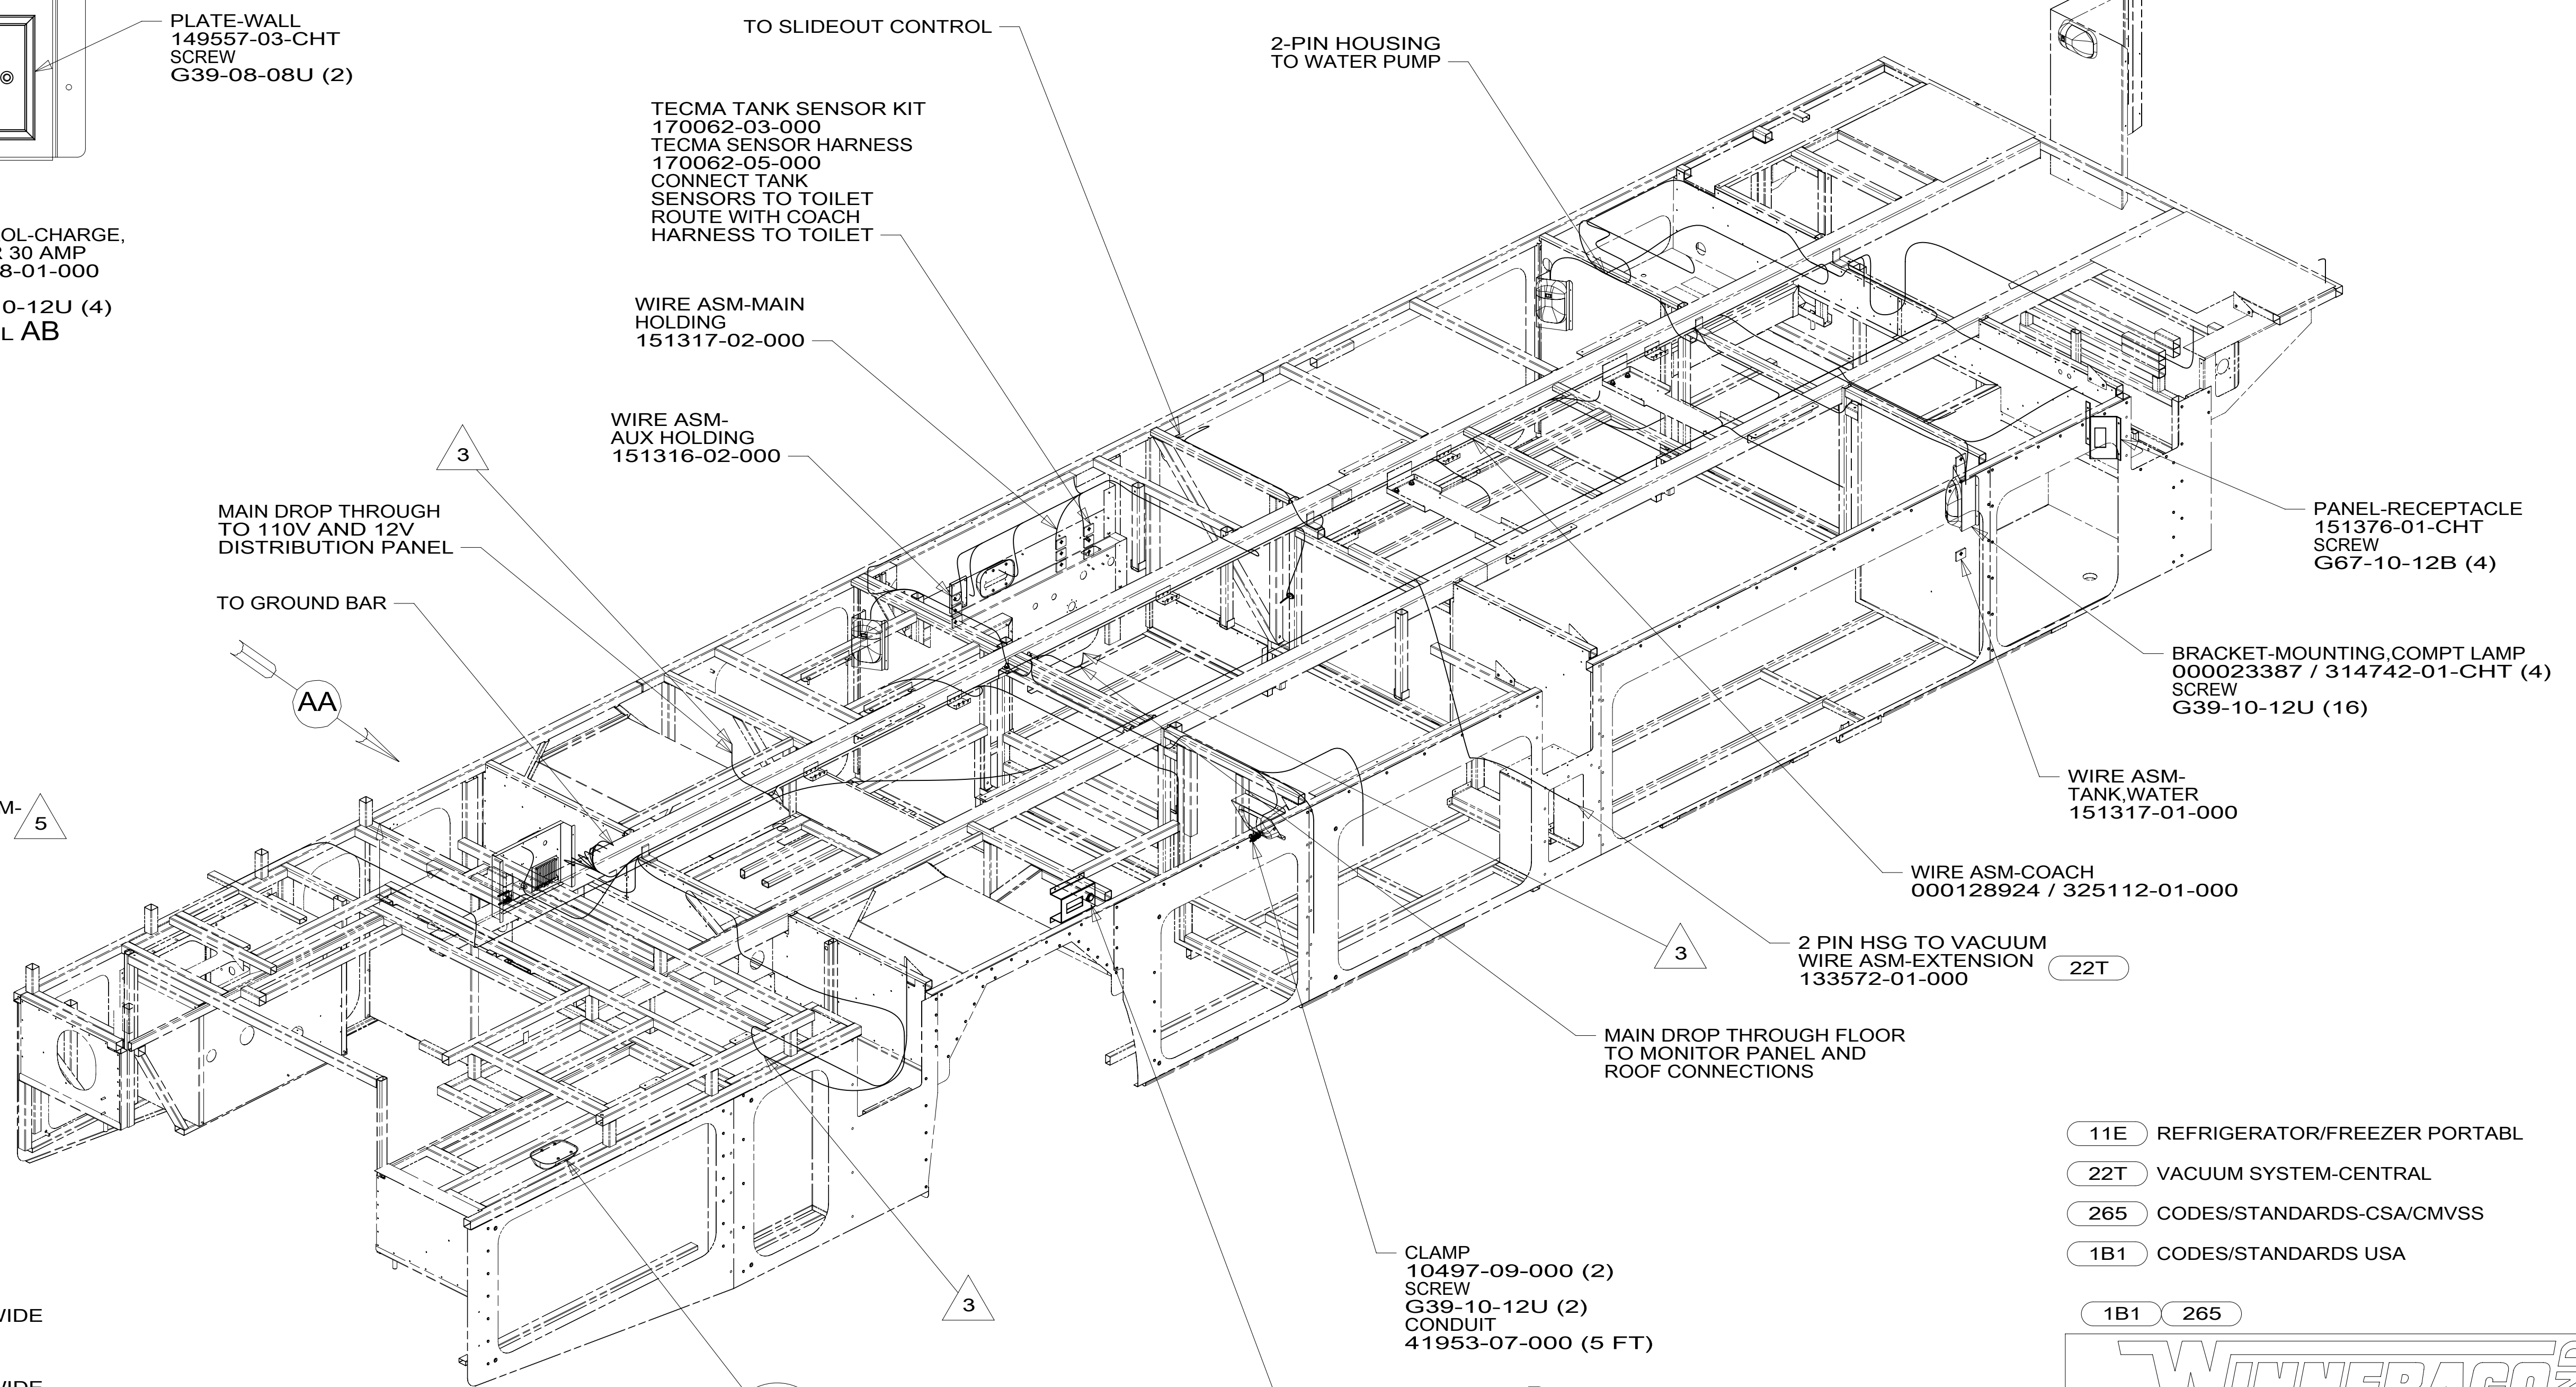 PLATE-WALL
149557-03-CHT
SCREW
G39-08-08U (2)
OL-CHARGE,
30 AMP
8-01-000
0-12U (4)
L AB
TO SLIDEOUT CONTROL
2-PIN HOUSING
TO WATER PUMP
TECMA TANK SENSOR KIT
170062-03-000
TECMA SENSOR HARNESS
170062-05-000
CONNECT TANK
SENSORS TO TOILET
ROUTE WITH COACH
HARNESS TO TOILET
WIRE ASM-MAIN
HOLDING
151317-02-000
WIRE ASM-
AUX HOLDING
151316-02-000
3
MAIN DROP THROUGH
TO 110V AND 12V
DISTRIBUTION PANEL
TO GROUND BAR
AA
M-
5
PANEL-RECEPTACLE
151376-01-CHT
SCREW
G67-10-12B (4)
BRACKET-MOUNTING,COMPT LAMP
000023387 / 314742-01-CHT (4)
SCREW
G39-10-12U (16)
WIRE ASM-
TANK,WATER
151317-01-000
WIRE ASM-COACH
000128924 / 325112-01-000
2 PIN HSG TO VACUUM
WIRE ASM-EXTENSION
133572-01-000
22T
3
MAIN DROP THROUGH FLOOR
TO MONITOR PANEL AND
ROOF CONNECTIONS
3
CLAMP
10497-09-000 (2)
SCREW
G39-10-12U (2)
CONDUIT
41953-07-000 (5 FT)
11E REFRIGERATOR/FREEZER PORTABL
22T VACUUM SYSTEM-CENTRAL
265 CODES/STANDARDS-CSA/CMVSS
1B1 CODES/STANDARDS USA
1B1 265
WIDE
WIDE
WINNEBAGO